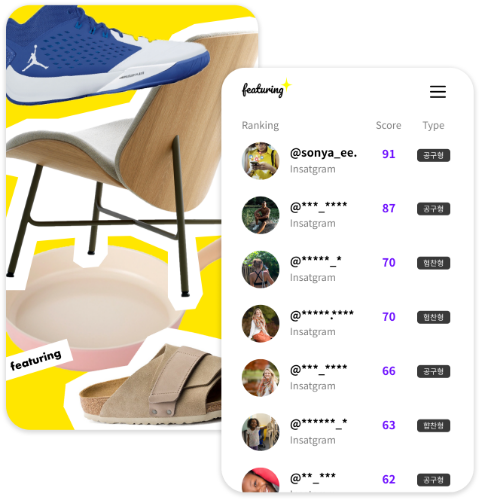 featuring
featuring
Ranking Score Type
@sonya_ee. 91 공구형
Insatgram
@***_**** 87 공구형
Insatgram
@*****_* 70 협찬형
Insatgram
@*****.**** 70 협찬형
Insatgram
@***_**** 66 공구형
Insatgram
@******_* 63 협찬형
Insatgram
@**_*** 62 공구형